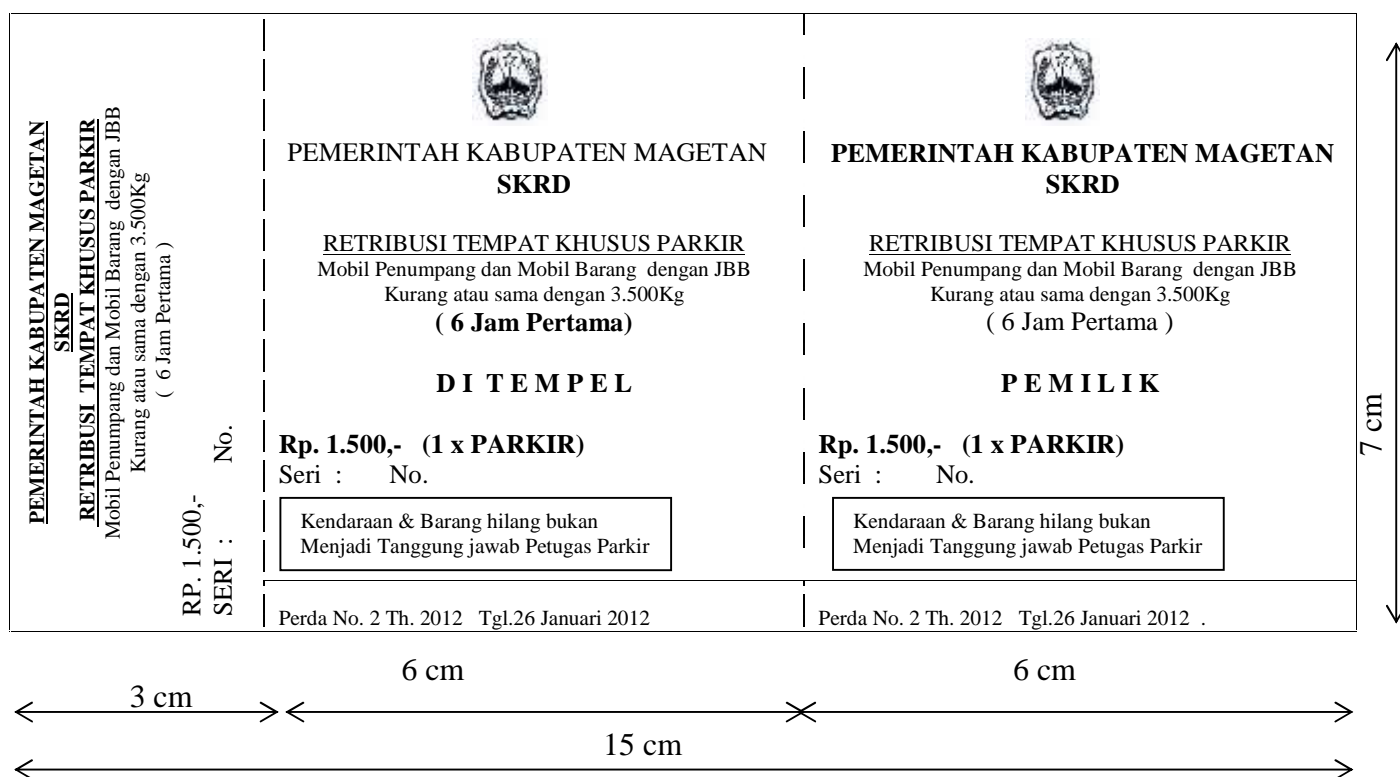 PEMERINTAH KABUPATEN MAGETAN
SKRD
RETRIBUSI TEMPAT KHUSUS PARKIR
Mobil Penumpang dan Mobil Barang dengan JBB
Kurang atau sama dengan 3.500Kg
( 6 Jam Pertama )
RP. 1.500,-
SERI : No.
PEMERINTAH KABUPATEN MAGETAN
SKRD
RETRIBUSI TEMPAT KHUSUS PARKIR
Mobil Penumpang dan Mobil Barang dengan JBB
Kurang atau sama dengan 3.500Kg
( 6 Jam Pertama)
D I T E M P E L
Rp. 1.500,- (1 x PARKIR)
Seri : No.
Kendaraan & Barang hilang bukan
Menjadi Tanggung jawab Petugas Parkir
Perda No. 2 Th. 2012 Tgl.26 Januari 2012
PEMERINTAH KABUPATEN MAGETAN
SKRD
RETRIBUSI TEMPAT KHUSUS PARKIR
Mobil Penumpang dan Mobil Barang dengan JBB
Kurang atau sama dengan 3.500Kg
( 6 Jam Pertama )
P E M I L I K
Rp. 1.500,- (1 x PARKIR)
Seri : No.
Kendaraan & Barang hilang bukan
Menjadi Tanggung jawab Petugas Parkir
Perda No. 2 Th. 2012 Tgl.26 Januari 2012 .
7 cm
3 cm
6 cm
6 cm
15 cm